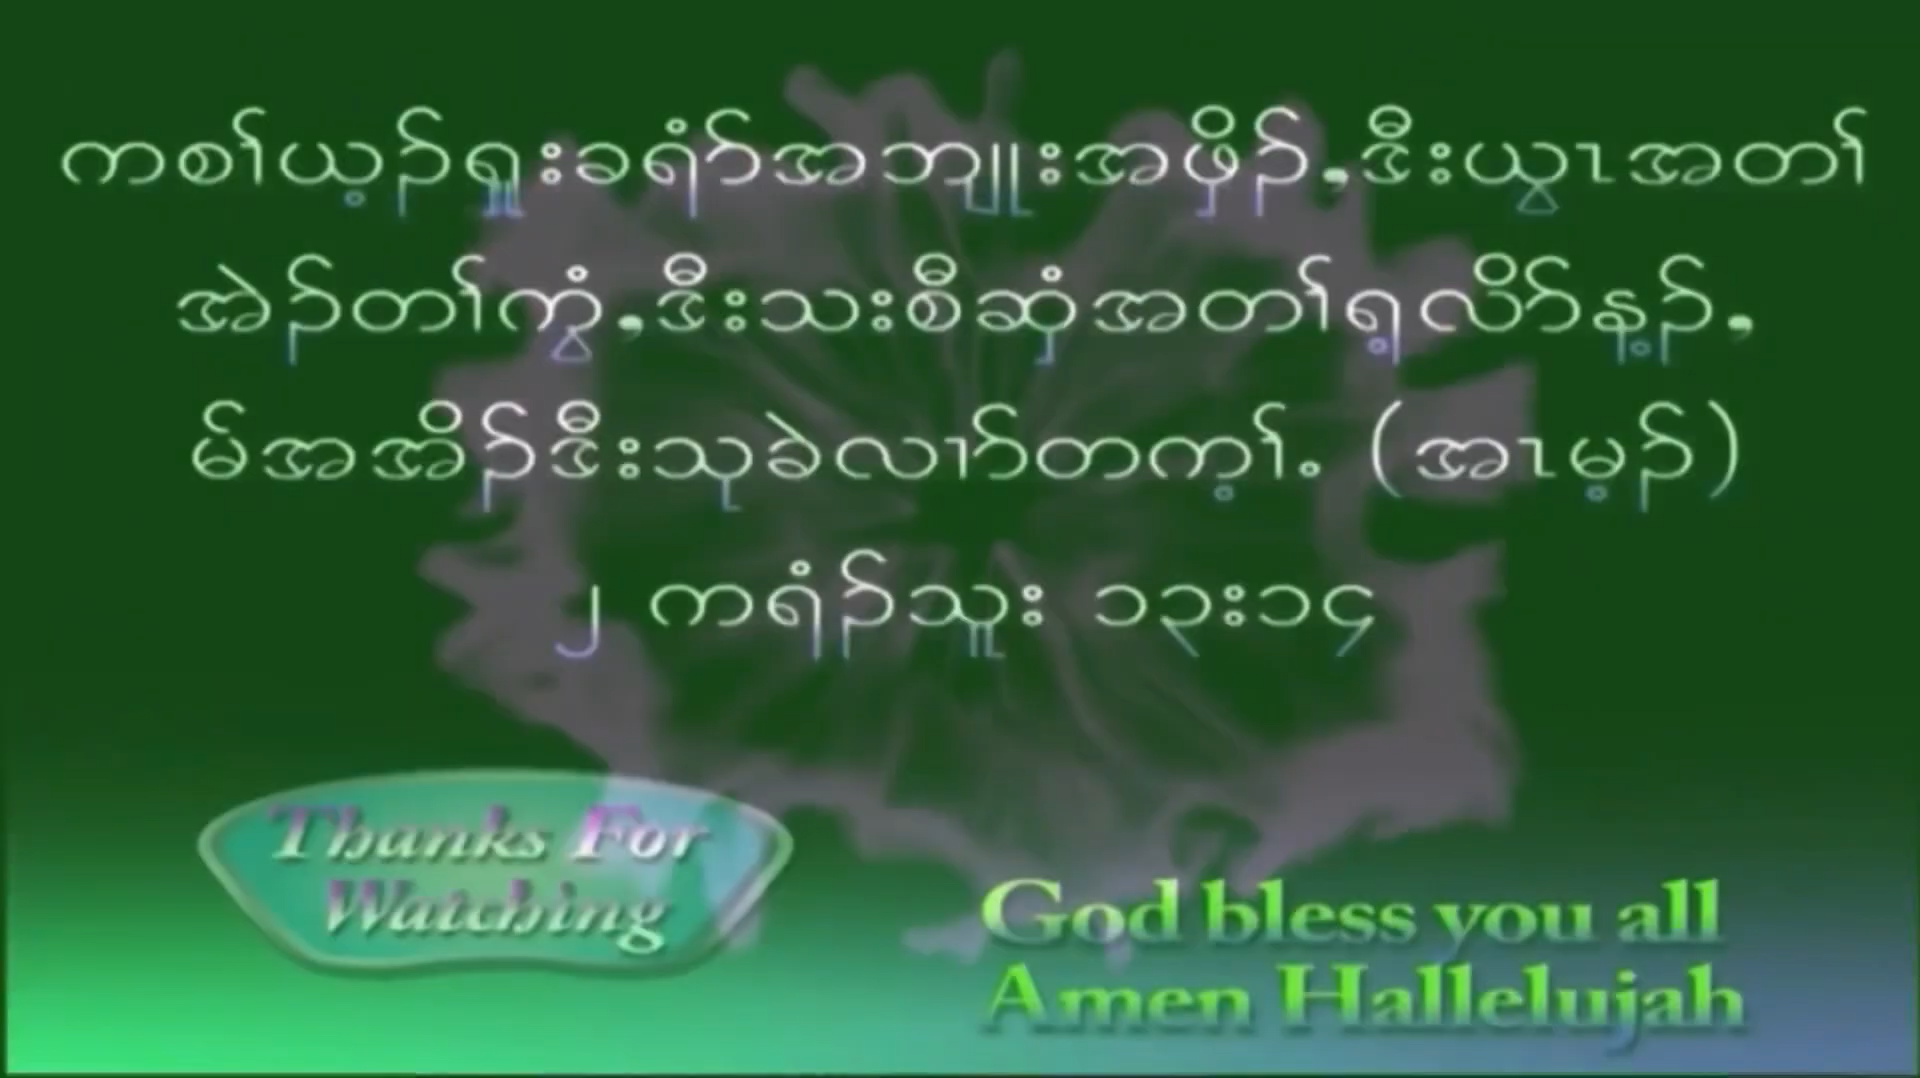 ကစၢ်ယ့ၣ်ရှူးခရံာ်အဘျုးအဖှိၣ်,ဒီးယွၤအတၢ်
အဲၣ်တၢ်ကွံ,ဒီးသးစီဆှံအတၢ်ရ့လိာ်န့ၣ်,
မ်အအိၣ်ဒီးသုခဲလၢာ်တက့ၢ်. (အၤမ့ၣ်)
၂ ကရံၣ်သူး ၁၃း၁၄
Thanks For
Watching
God bless you all
Amen Hallelujah